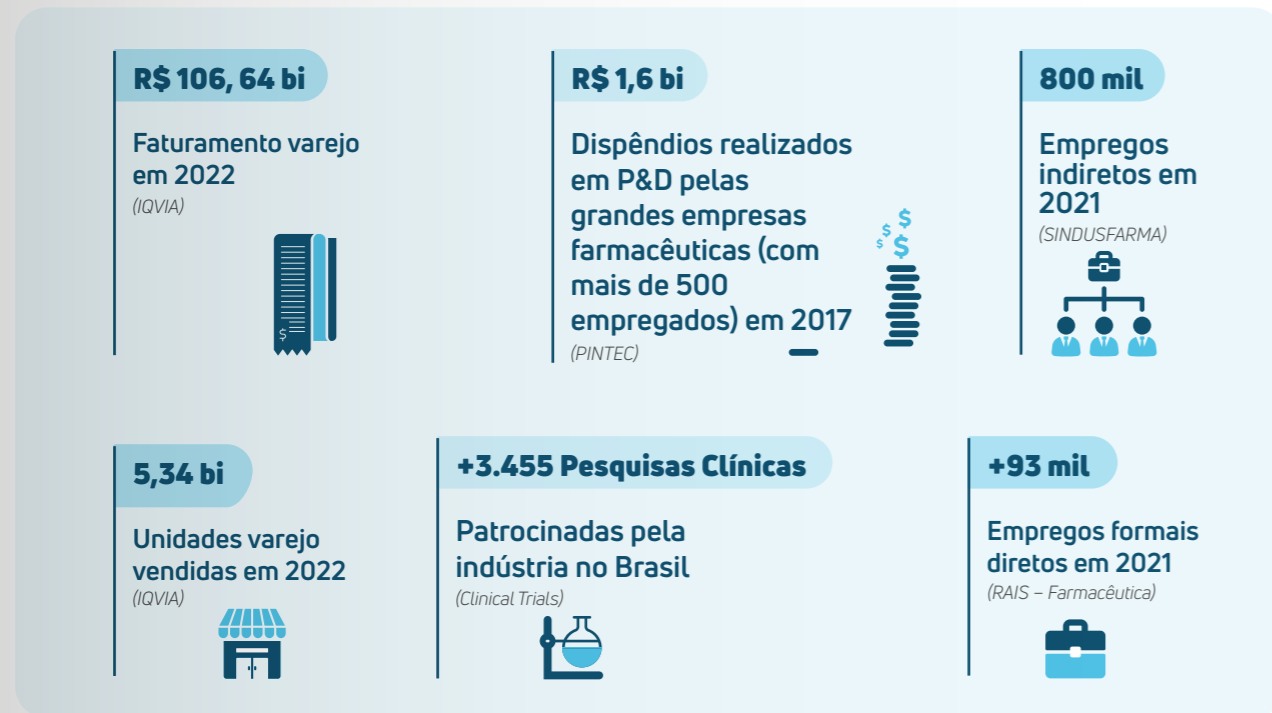 R$ 106, 64 bi
Faturamento varejo
em 2022
(IQVIA)
$
R$ 1,6 bi
Dispêndios realizados
em P&D pelas
grandes empresas
farmacêuticas (com
mais de 500
empregados) em 2017
(PINTEC)
$
$
$
$
800 mil
Empregos
indiretos em
2021
(SINDUSFARMA)
5,34 bi
Unidades varejo
vendidas em 2022
(IQVIA)
+3.455 Pesquisas Clínicas
Patrocinadas pela
indústria no Brasil
(Clinical Trials)
+93 mil
Empregos formais
diretos em 2021
(RAIS – Farmacêutica)